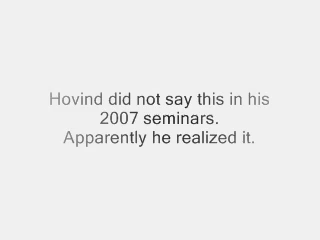 Hovind did not say this in his
2007 seminars.
Apparently he realized it.